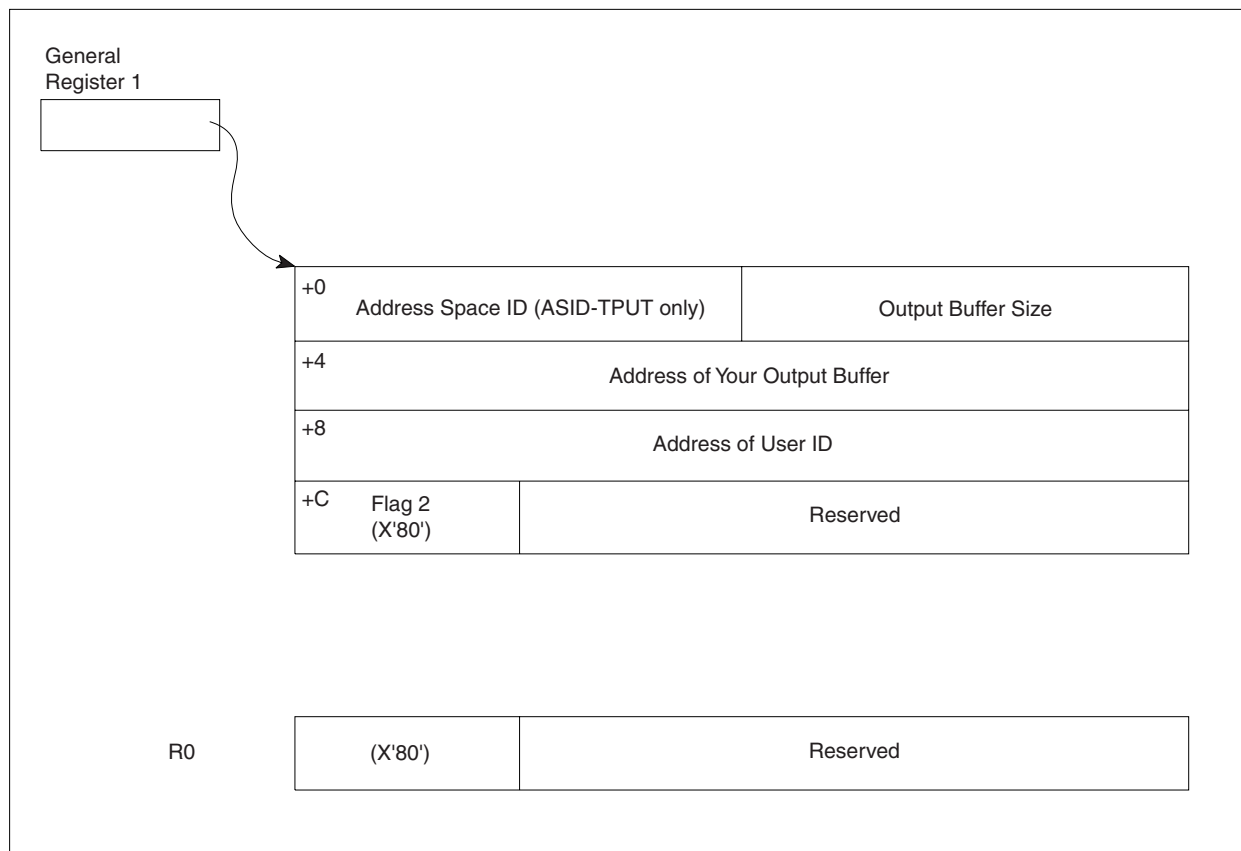 General
Register 1
+0
Address Space ID (ASID-TPUT only)
Output Buffer Size
+4
Address of Your Output Buffer
+8
Address of User ID
+C
Flag 2
(X'80')
Reserved
R0
(X'80')
Reserved